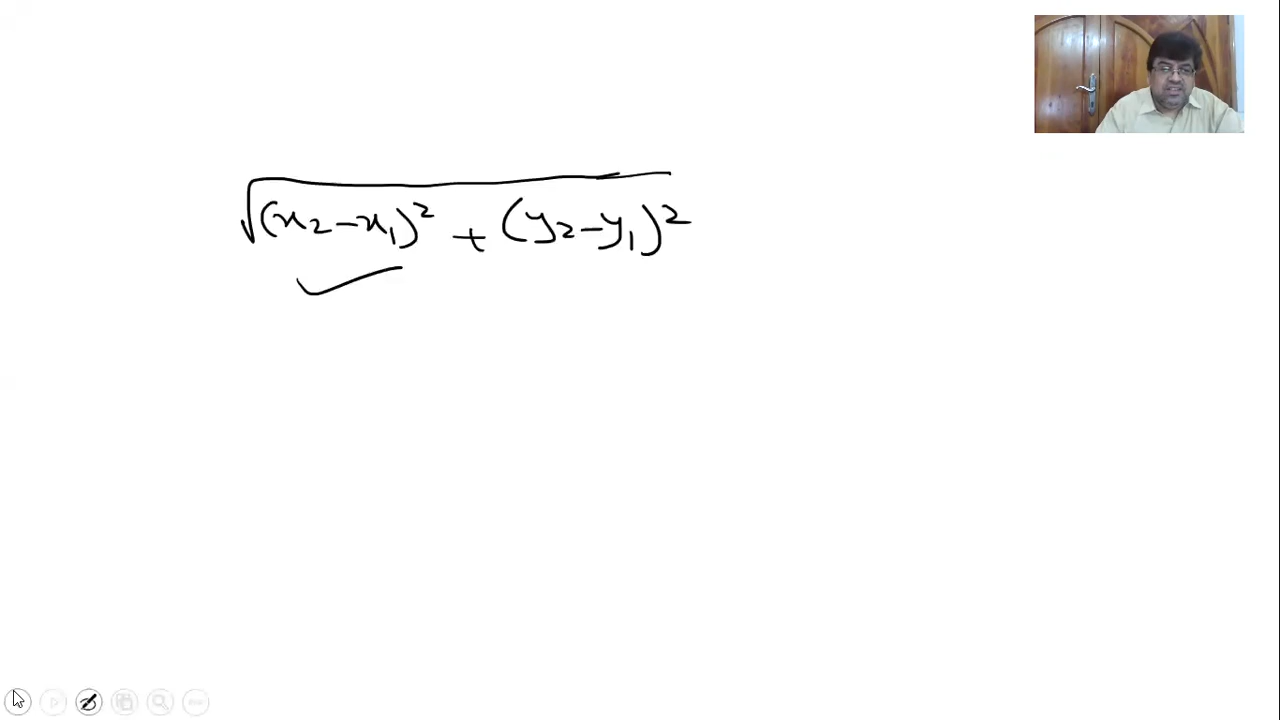 √(x₂-x₁)² + (y₂-y₁)²